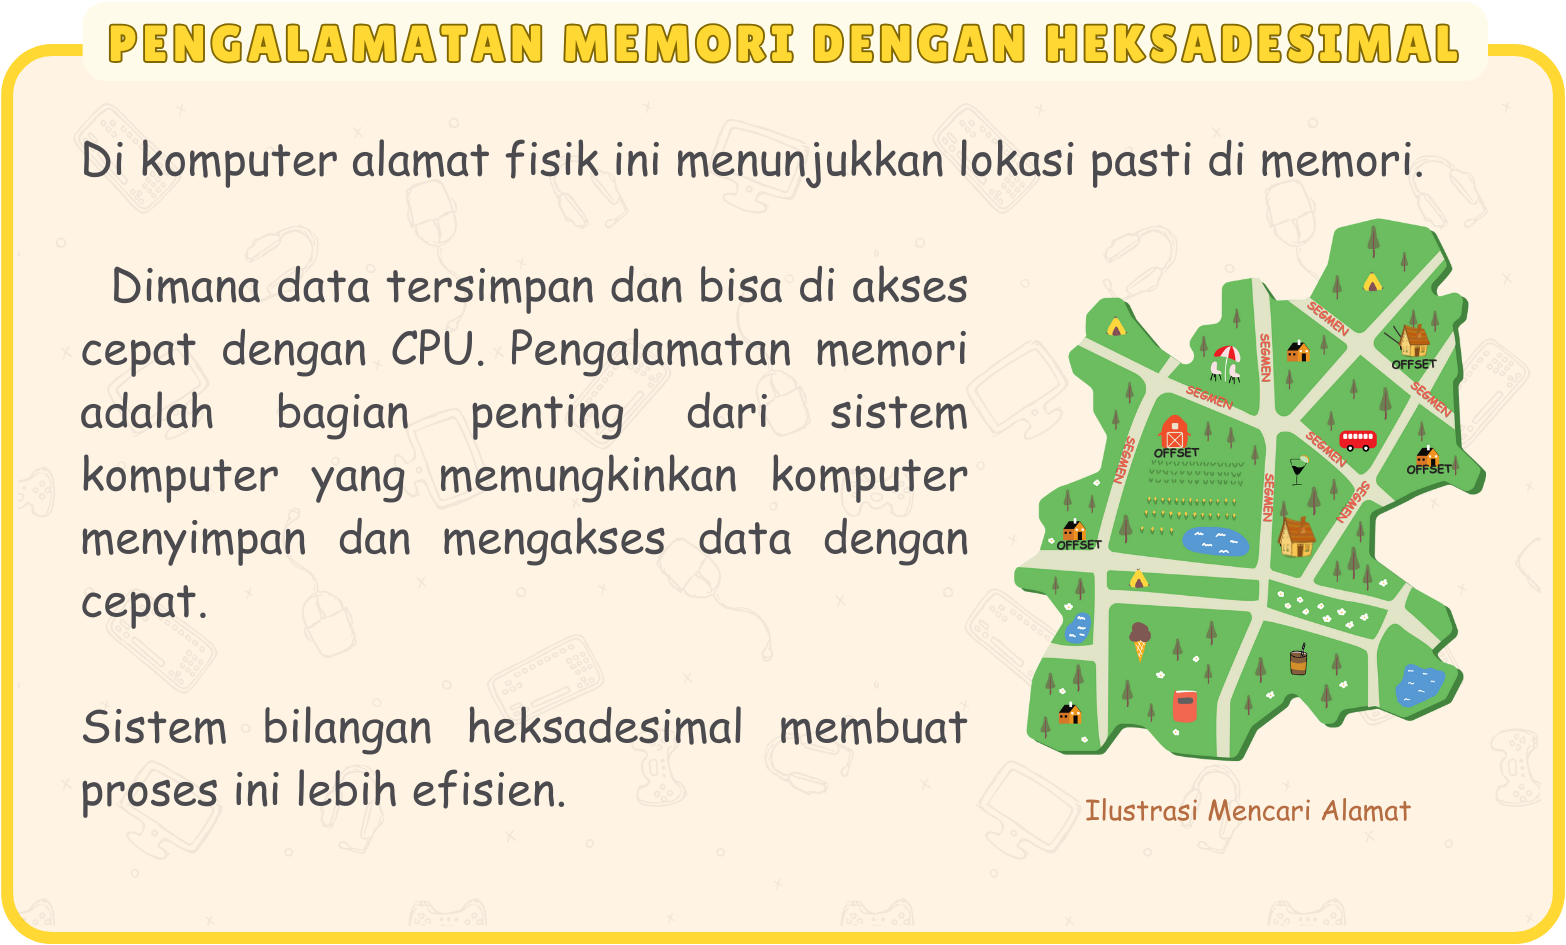 PENGALAMATAN MEMORI DENGAN HEKSADESIMAL
Di komputer alamat fisik ini menunjukkan lokasi pasti di memori.
Dimana data tersimpan dan bisa di akses
cepat dengan CPU. Pengalamatan memori
adalah bagian penting dari sistem
komputer yang memungkinkan komputer
menyimpan dan mengakses data dengan
cepat.
Sistem bilangan heksadesimal membuat
proses ini lebih efisien.
SEGMEN
SEGMEN
OFFSET
SEGMEN
SEGMEN
SEGMEN
SEGMEN
OFFSET
OFFSET
SEGMEN
SEGMEN
OFFSET
Ilustrasi Mencari Alamat